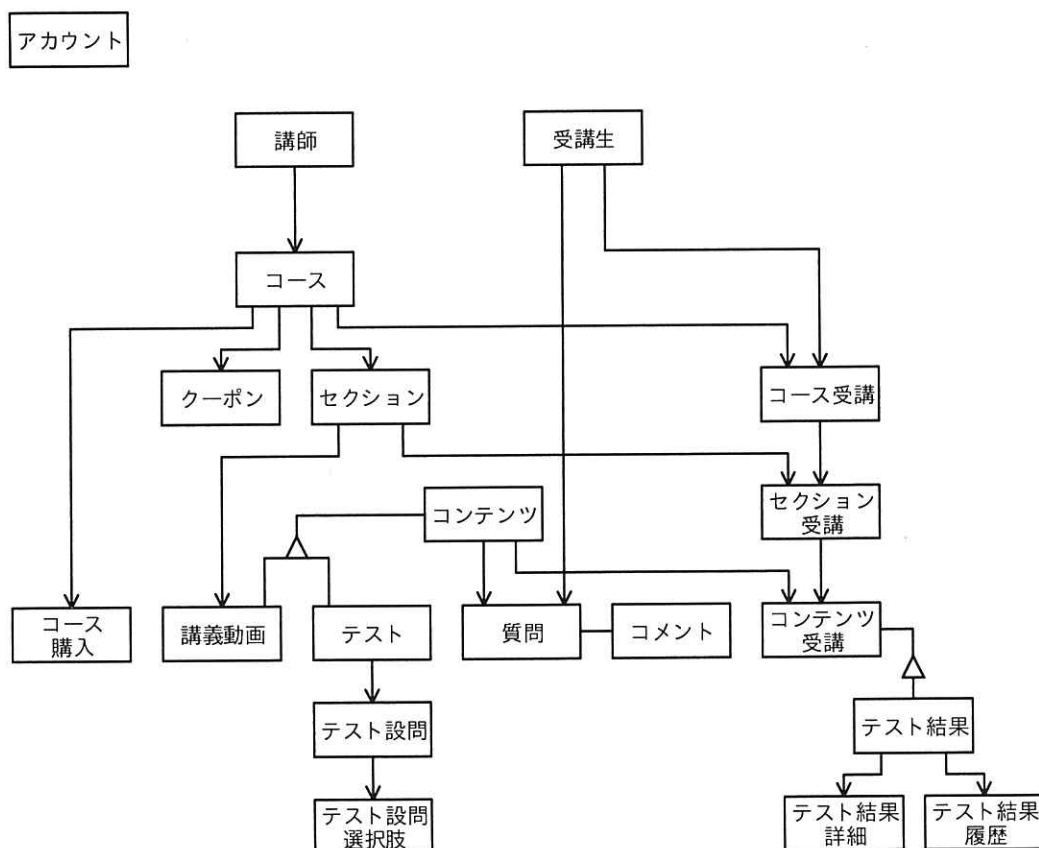 アカウント
講師
受講生
コース
クーポン
セクション
コース受講
コンテンツ
セクション
受講
コース
購入
講義動画
テスト
質問
コメント
コンテンツ
受講
テスト設問
テスト結果
テスト設問
選択肢
テスト結果
詳細
テスト結果
履歴